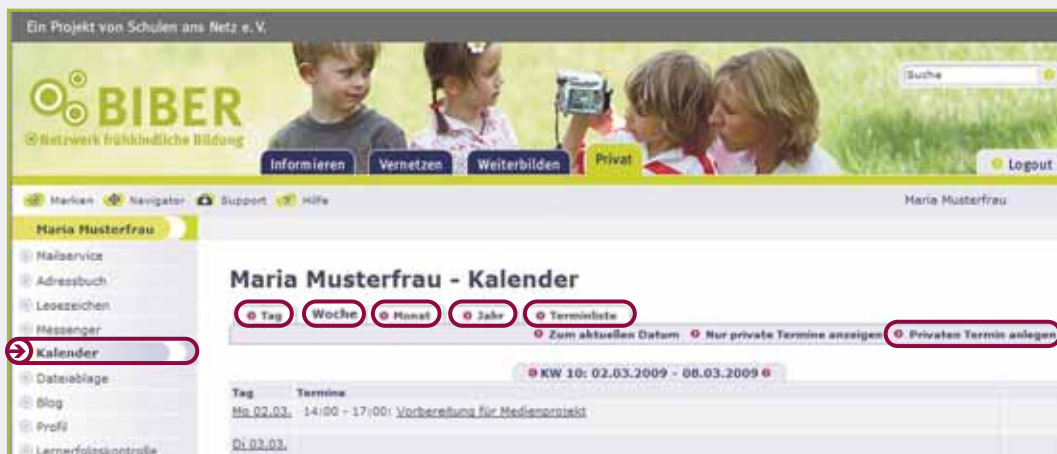 Ein Projekt von Schulen ans Netz e. V.
Suche
BIBER
Netzwerk frühkindliche Bildung
Informieren Vernetzen Weiterbilden Privat Logout
Merken Navigator Support Hilfe Maria Musterfrau
Maria Musterfrau
Mailservice
Adressbuch
Lesezeichen
Messenger
Kalender
Dateiablage
Blog
Profil
Lernerfolgskontrolle
Maria Musterfrau - Kalender
Tag Woche Monat Jahr Terminliste
Zum aktuellen Datum Nur private Termine anzeigen Privaten Termin anlegen
KW 10: 02.03.2009 - 08.03.2009
Tag Termine
Mo 02.03. 14:00 - 17:00: Vorbereitung für Medienprojekt
Di 03.03.